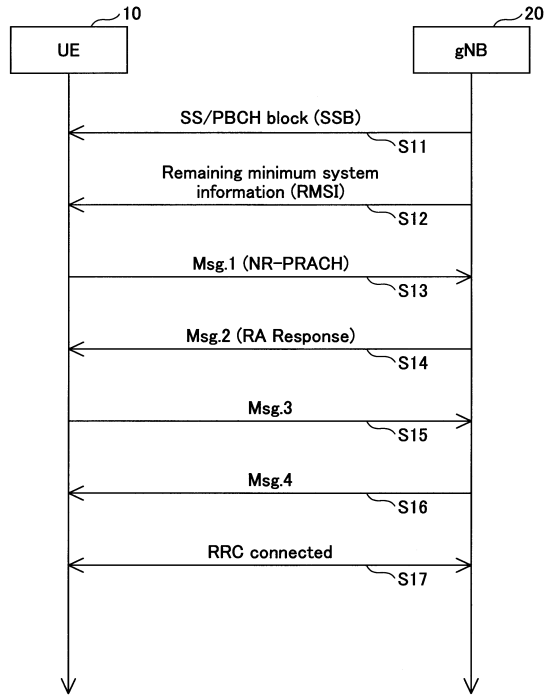 10
20
UE
gNB
SS/PBCH block (SSB)
S11
Remaining minimum system
information (RMSI)
S12
Msg.1 (NR-PRACH)
S13
Msg.2 (RA Response)
S14
Msg.3
S15
Msg.4
S16
RRC connected
S17